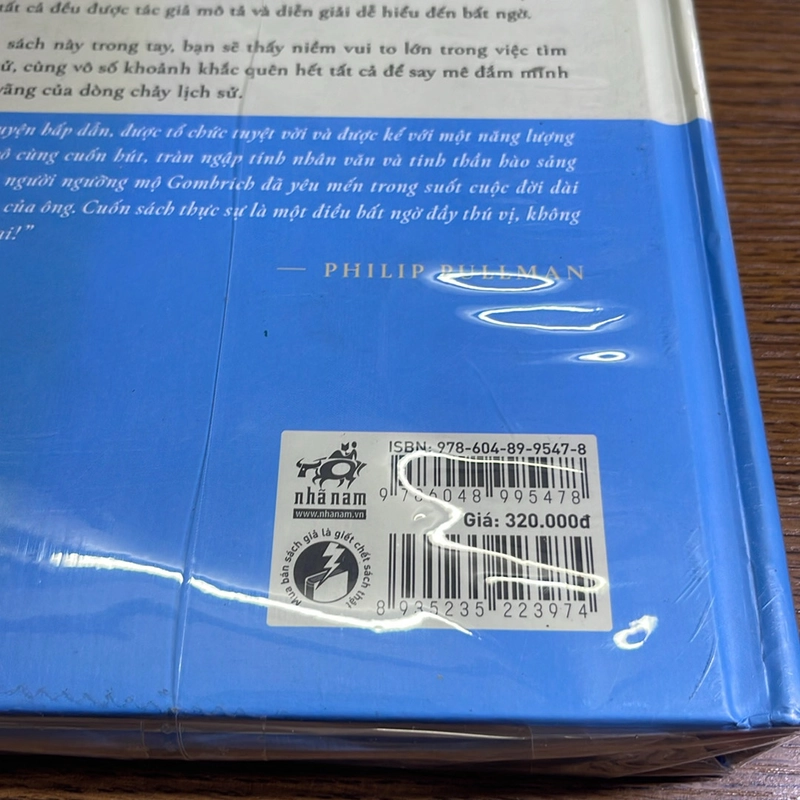 tất cả đều được tác giả mô tả và diễn giải dễ hiểu đến bất ngờ.
sách này trong tay, bạn sẽ thấy niềm vui to lớn trong việc tìm
ử, cùng vô số khoảnh khắc quên hết tất cả để say mê đắm mình
vãng của dòng chảy lịch sử.
uyện hấp dẫn, được tổ chức tuyệt vời và được kể với một năng lượng
ô cùng cuốn hút, tràn ngập tính nhân văn và tinh thần hào sảng
người ngưỡng mộ Gombrich đã yêu mến trong suốt cuộc đời dài
của ông. Cuốn sách thực sự là một điều bất ngờ đầy thú vị, không
ai!”
— PHILIP PULLMAN
ISBN: 978-604-89-9547-8
nhã nam
www.nhanam.vn
9 786048 995478
Giá: 320.000đ
Mua bán sách giả là giết chết sách thật
8 935235 223974